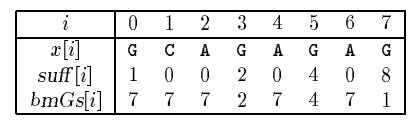 i 0 1 2 3 4 5 6 7
x[i] G C A G A G A G
suff[i] 1 0 0 2 0 4 0 8
bmGs[i] 7 7 7 2 7 4 7 1